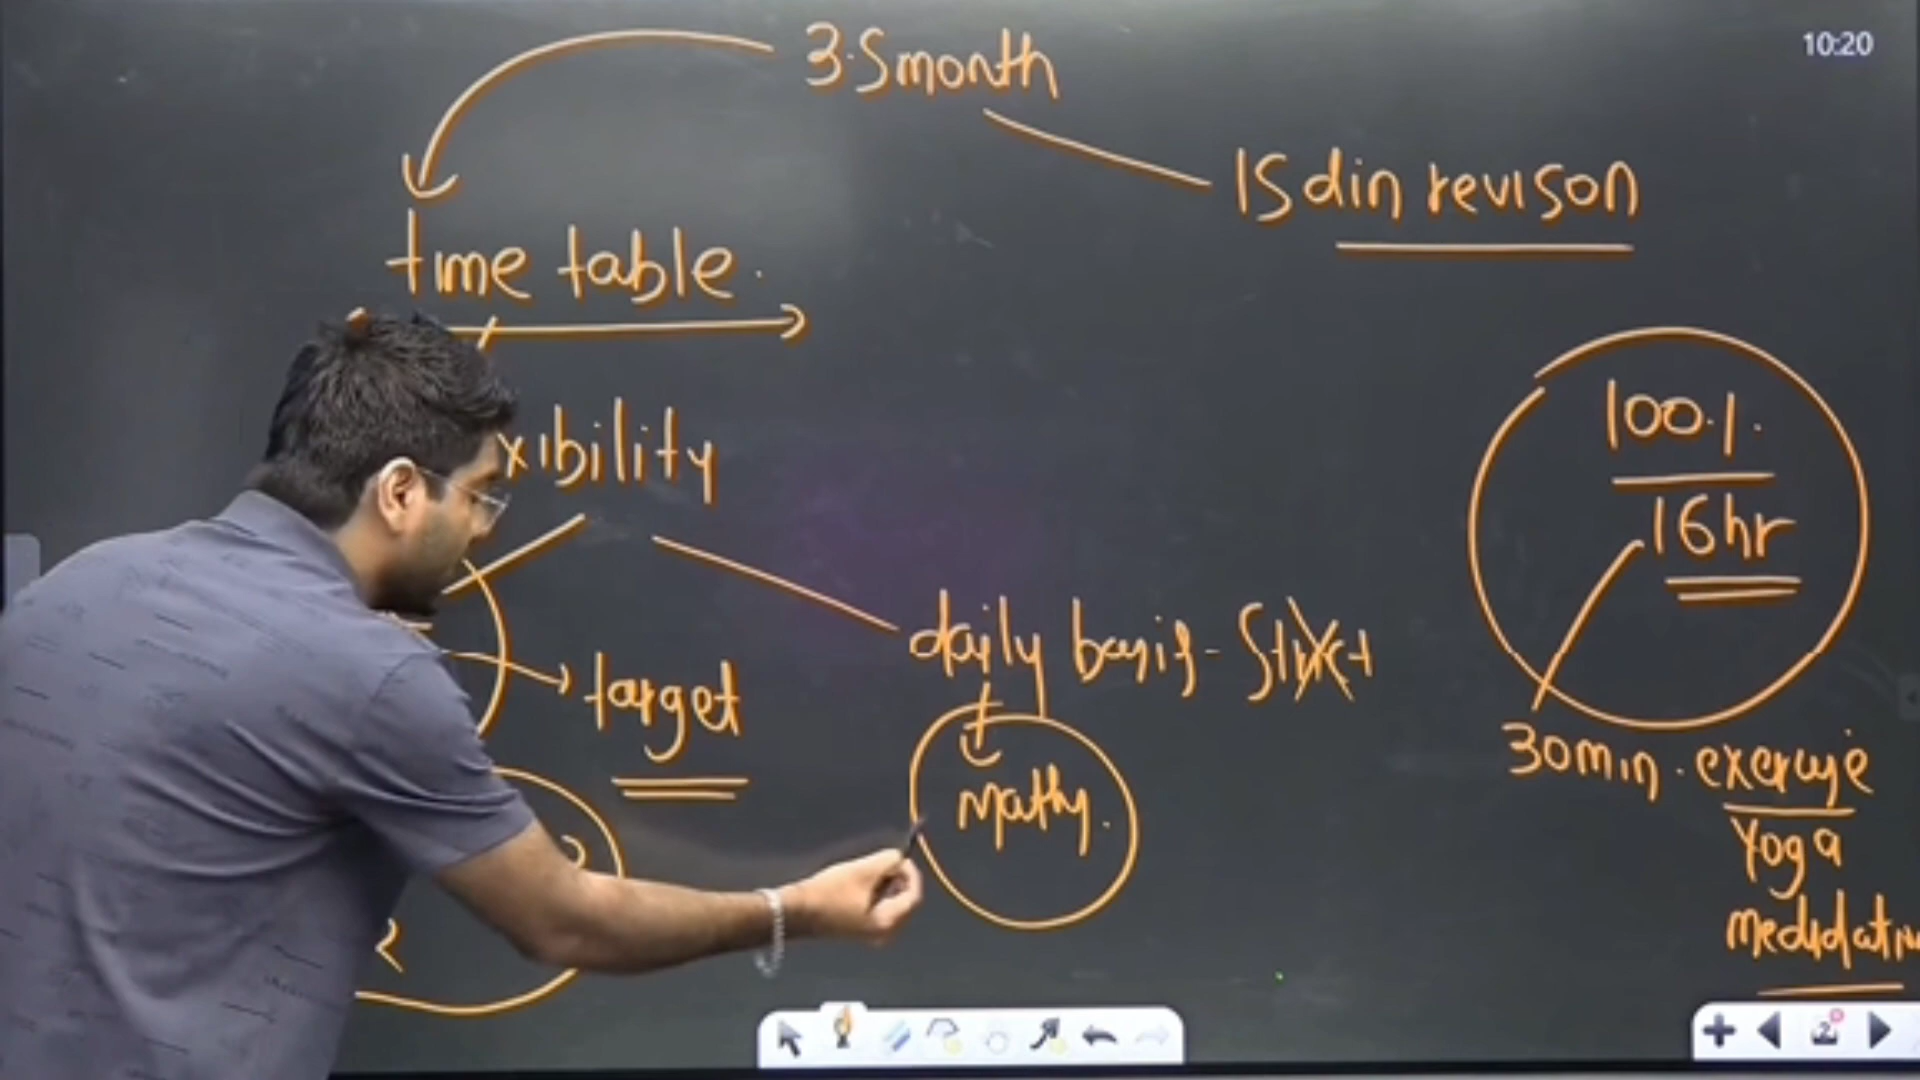 10:20
3.5 month
15 din revison
time table.
xibility
100%
16hr
daily basis - Strict
target
30min. exercise
Yoga
maths.
2